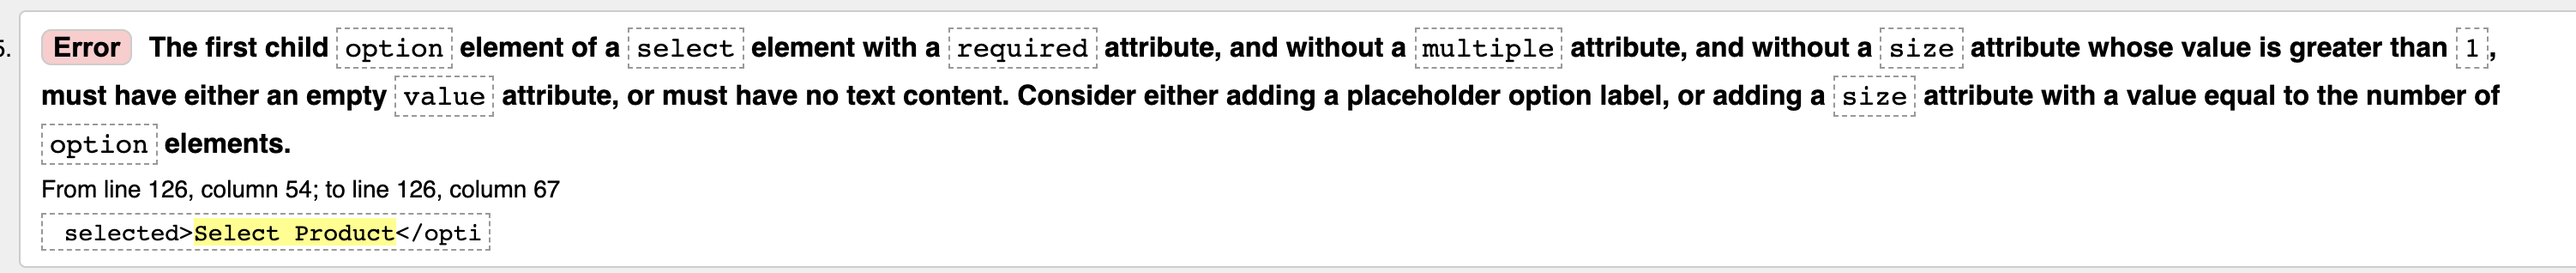 5. Error The first child option element of a select element with a required attribute, and without a multiple attribute, and without a size attribute whose value is greater than 1,
must have either an empty value attribute, or must have no text content. Consider either adding a placeholder option label, or adding a size attribute with a value equal to the number of
option elements.
From line 126, column 54; to line 126, column 67
selected>Select Product</opti